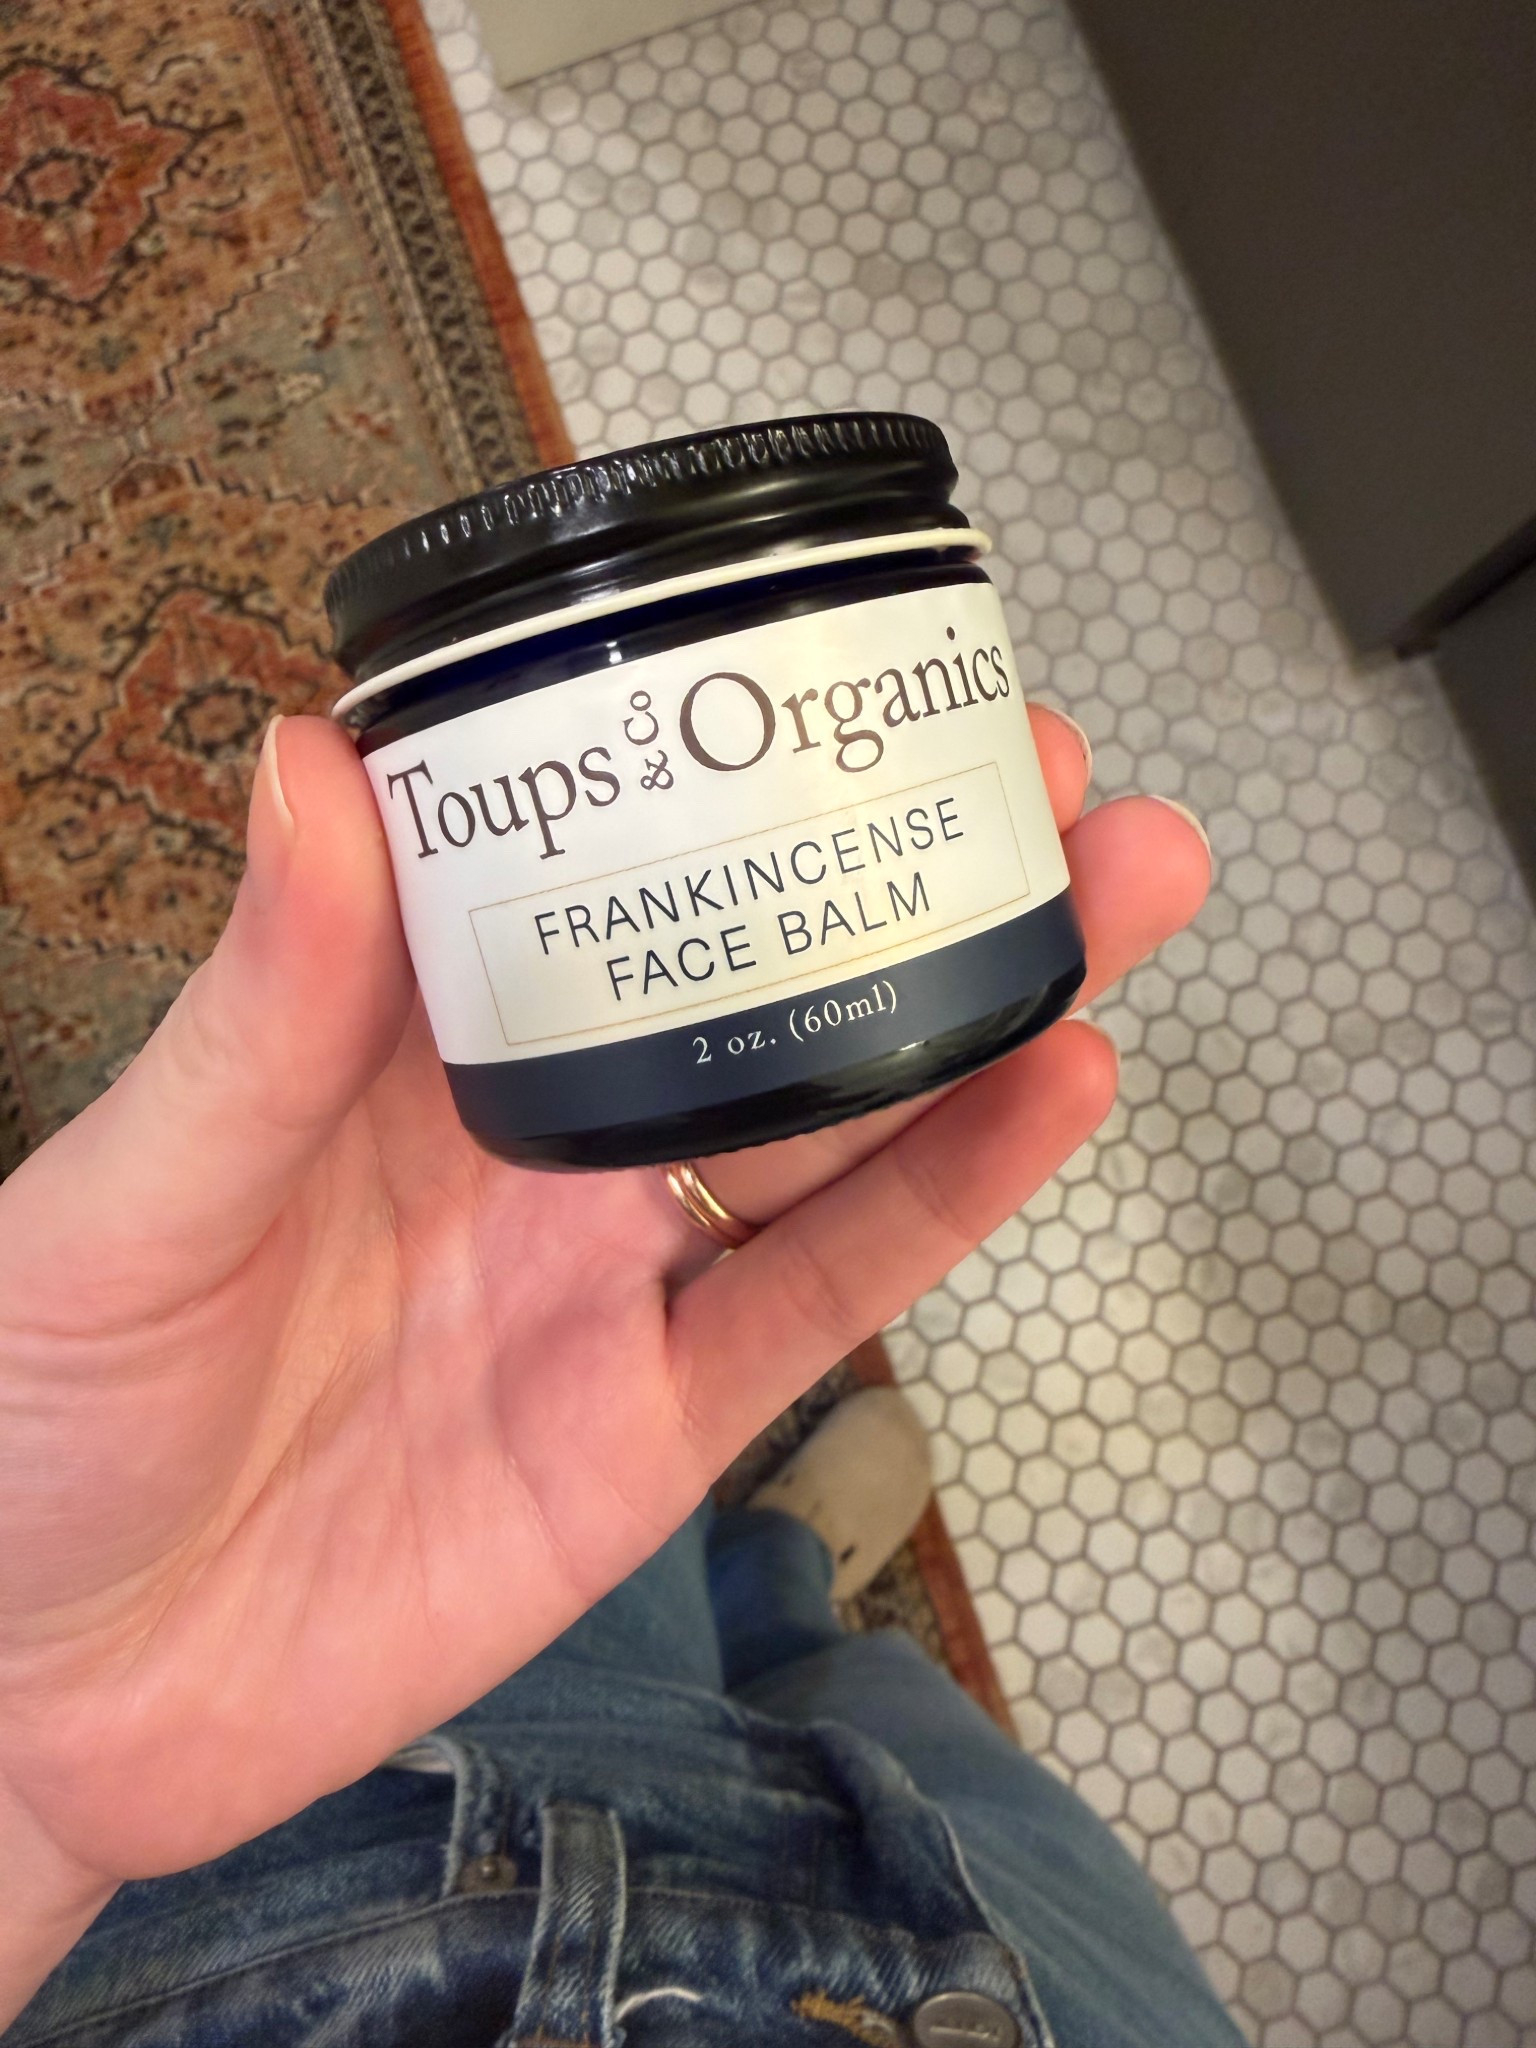 Toups & Co Organics
FRANKINCENSE
FACE BALM
2 oz. (60ml)